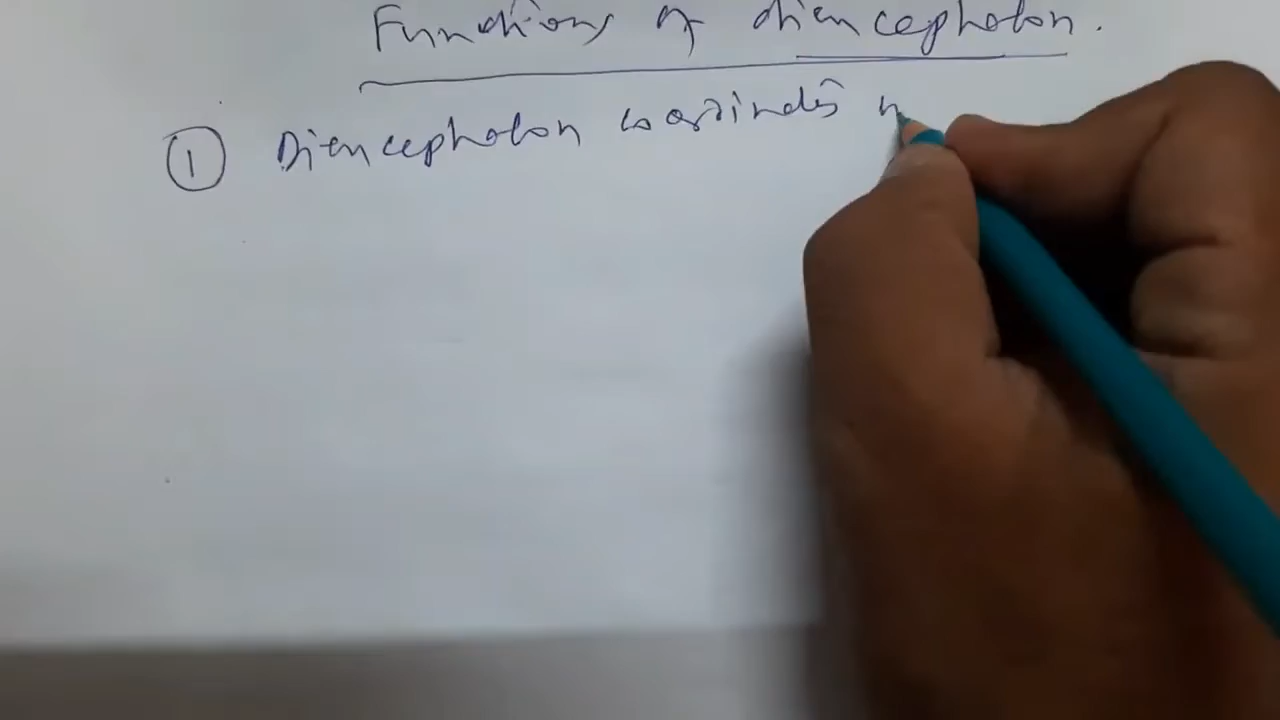 Functions of diencephalon.
① Diencephalon coordinates